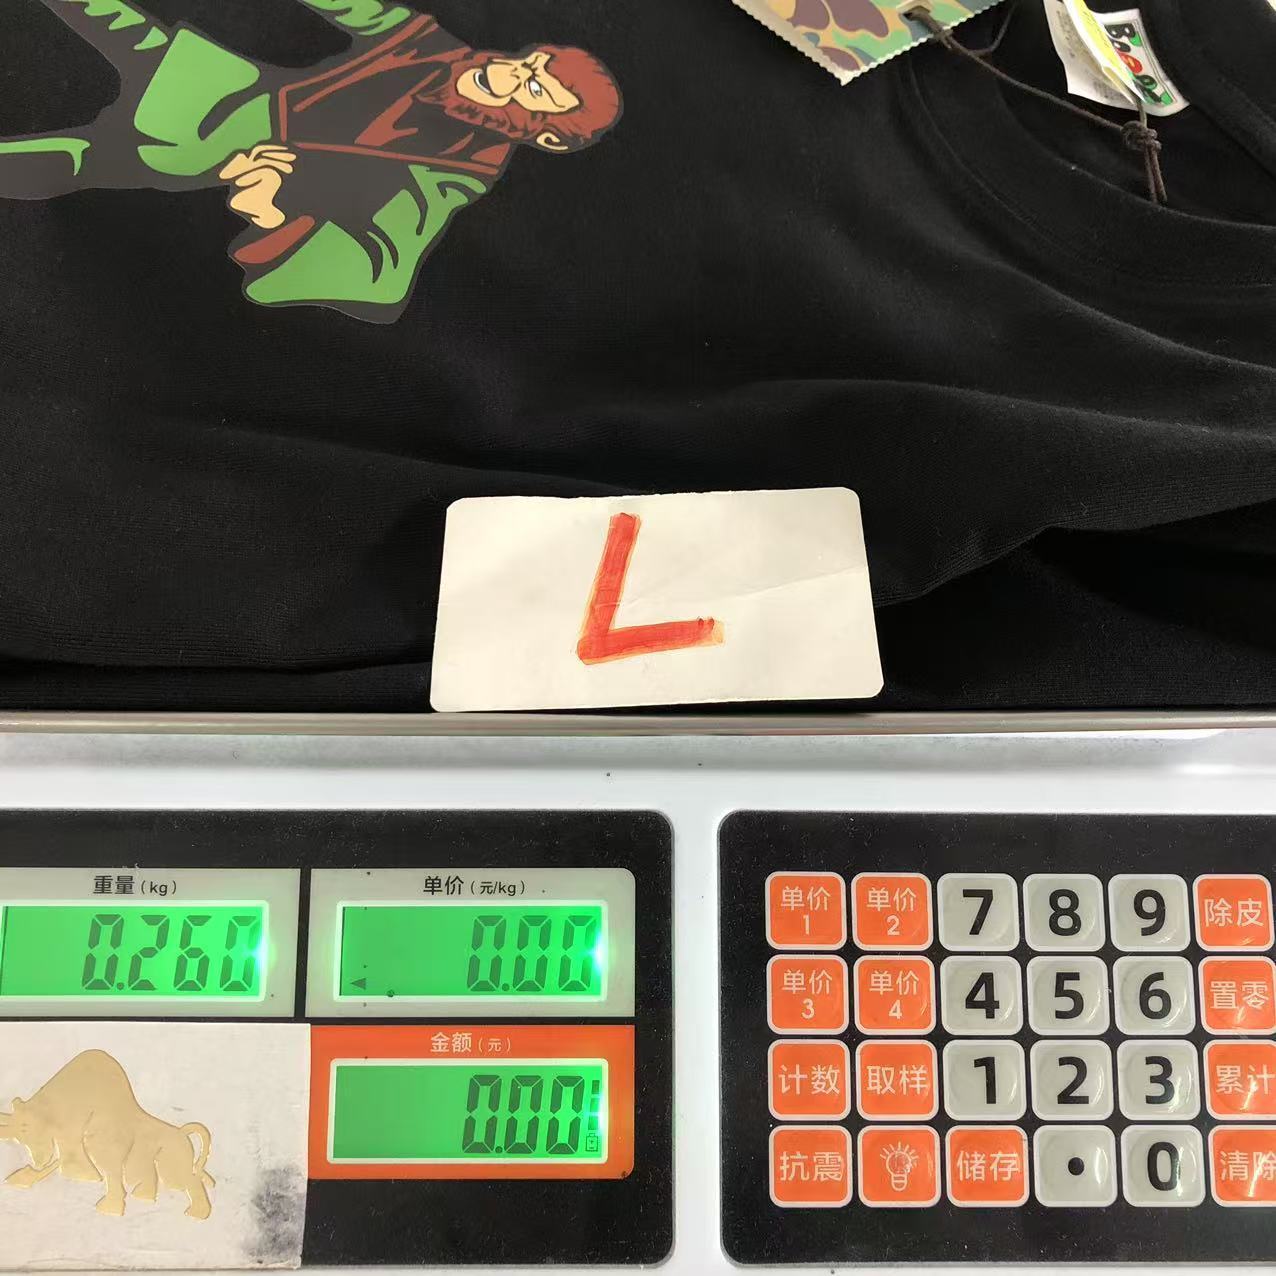 L
重量(kg)
单价(元/kg)
0.260
0.00
金额(元)
0.00
单价1
单价2
7
8
9
除皮
单价3
单价4
4
5
6
置零
计数
取样
1
2
3
累计
抗震
储存
•
0
清除